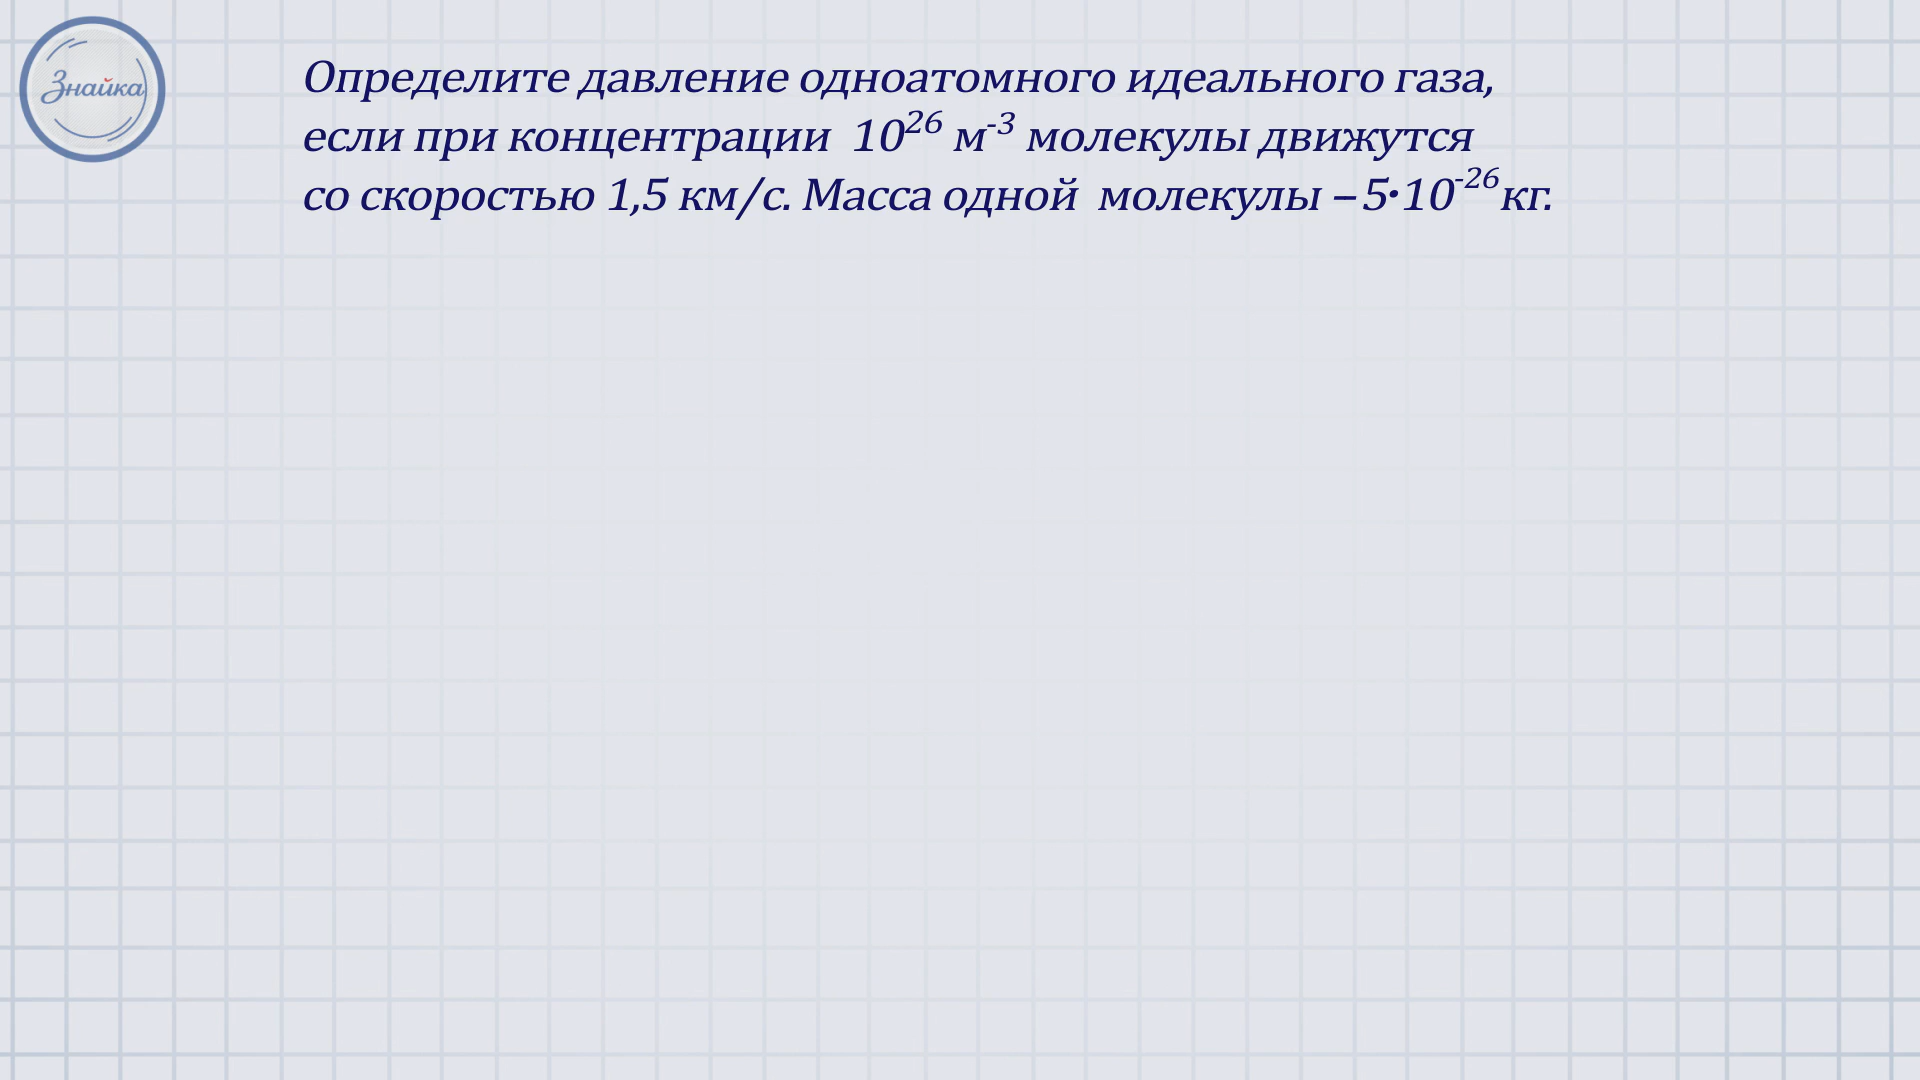 Знайка
Определите давление одноатомного идеального газа,
если при концентрации 10²⁶ м⁻³ молекулы движутся
со скоростью 1,5 км/с. Масса одной молекулы – 5·10⁻²⁶ кг.